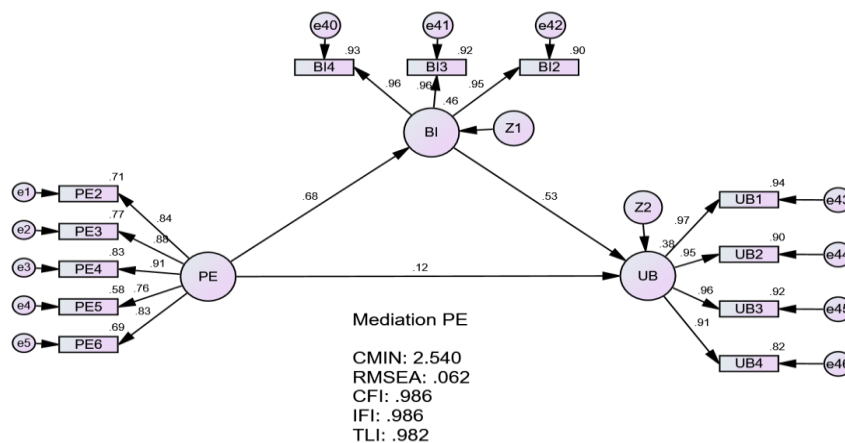 e40
e41
e42
.93
.92
.90
BI4
BI3
BI2
.96
.96
.95
.46
BI
Z1
.71
e1
PE2
.84
.77
e2
PE3
.88
.83
e3
PE4
.91
.58
e4
PE5
.76
.69
e5
PE6
.83
PE
.68
.53
.12
Z2
.38
UB
.94
UB1
e43
.97
.90
UB2
e44
.95
.92
UB3
e45
.96
.82
UB4
e46
.91
Mediation PE
CMIN: 2.540
RMSEA: .062
CFI: .986
IFI: .986
TLI: .982